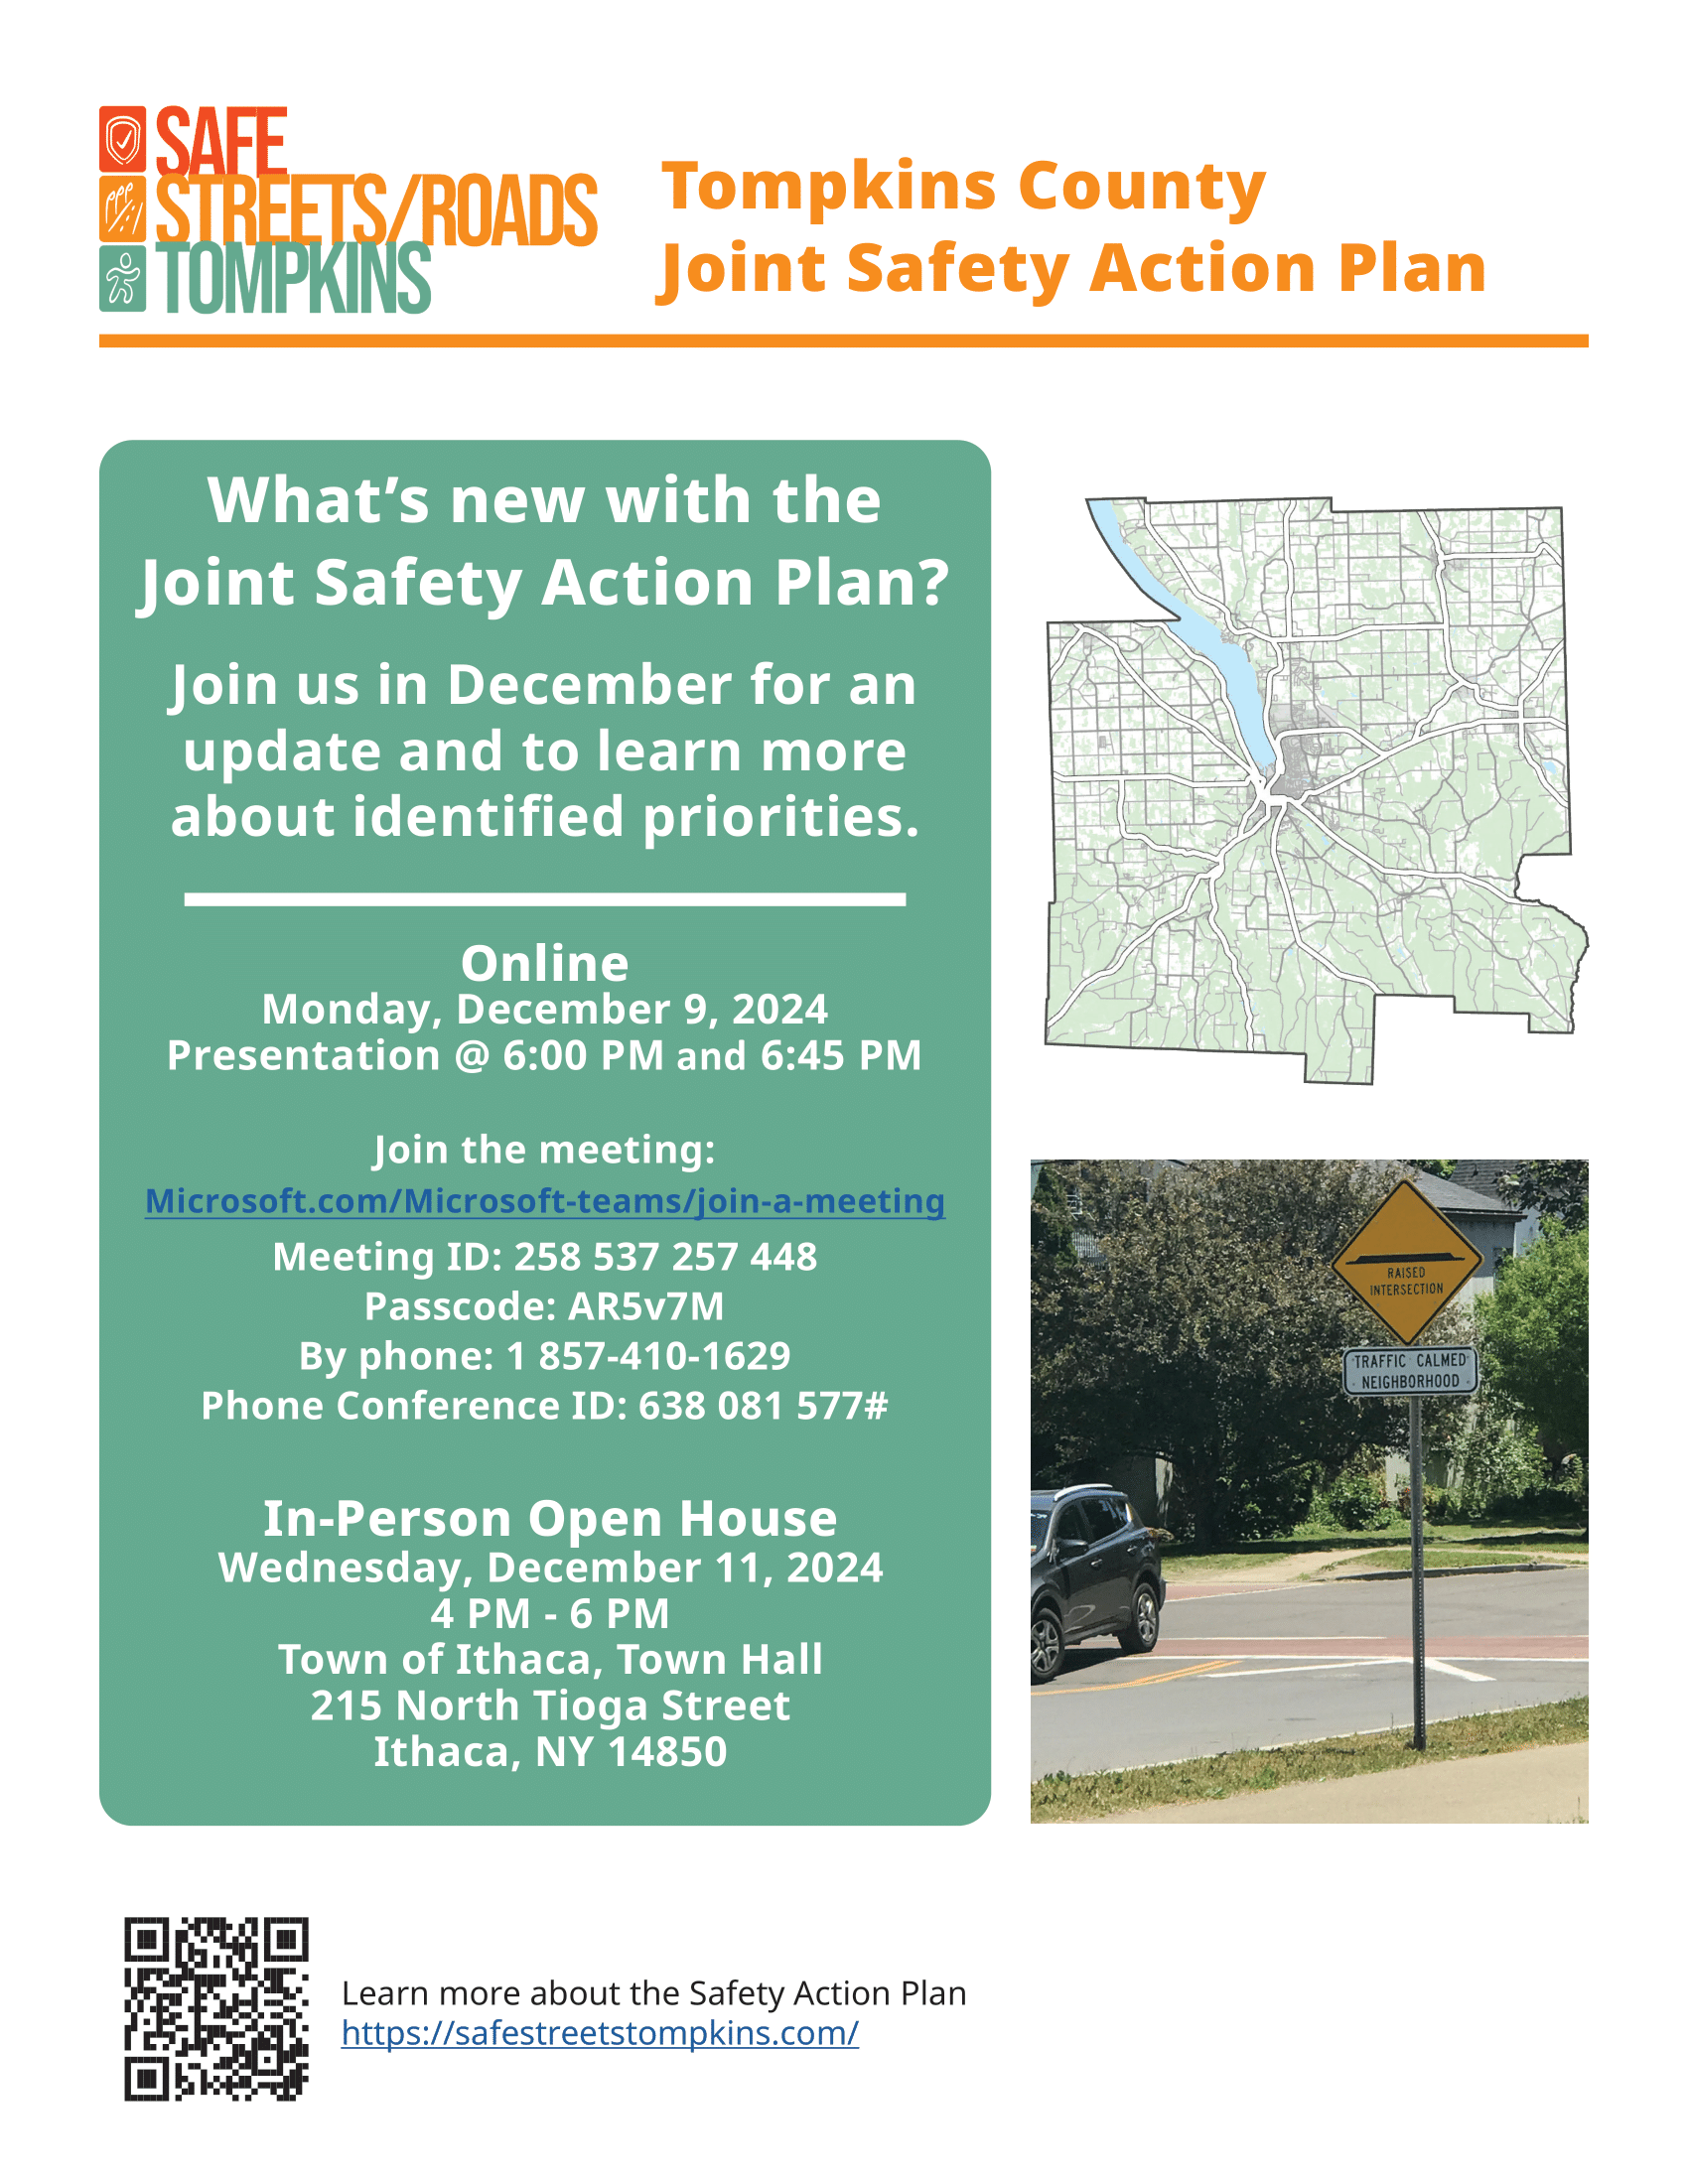 SAFE
STREETS/ROADS
TOMPKINS
Tompkins County
Joint Safety Action Plan
What’s new with the
Joint Safety Action Plan?
Join us in December for an
update and to learn more
about identified priorities.
Online
Monday, December 9, 2024
Presentation @ 6:00 PM and 6:45 PM
Join the meeting:
Microsoft.com/Microsoft-teams/join-a-meeting
Meeting ID: 258 537 257 448
Passcode: AR5v7M
By phone: 1 857-410-1629
Phone Conference ID: 638 081 577#
In-Person Open House
Wednesday, December 11, 2024
4 PM - 6 PM
Town of Ithaca, Town Hall
215 North Tioga Street
Ithaca, NY 14850
RAISED
INTERSECTION
TRAFFIC CALMED
NEIGHBORHOOD
Learn more about the Safety Action Plan
https://safestreetstompkins.com/